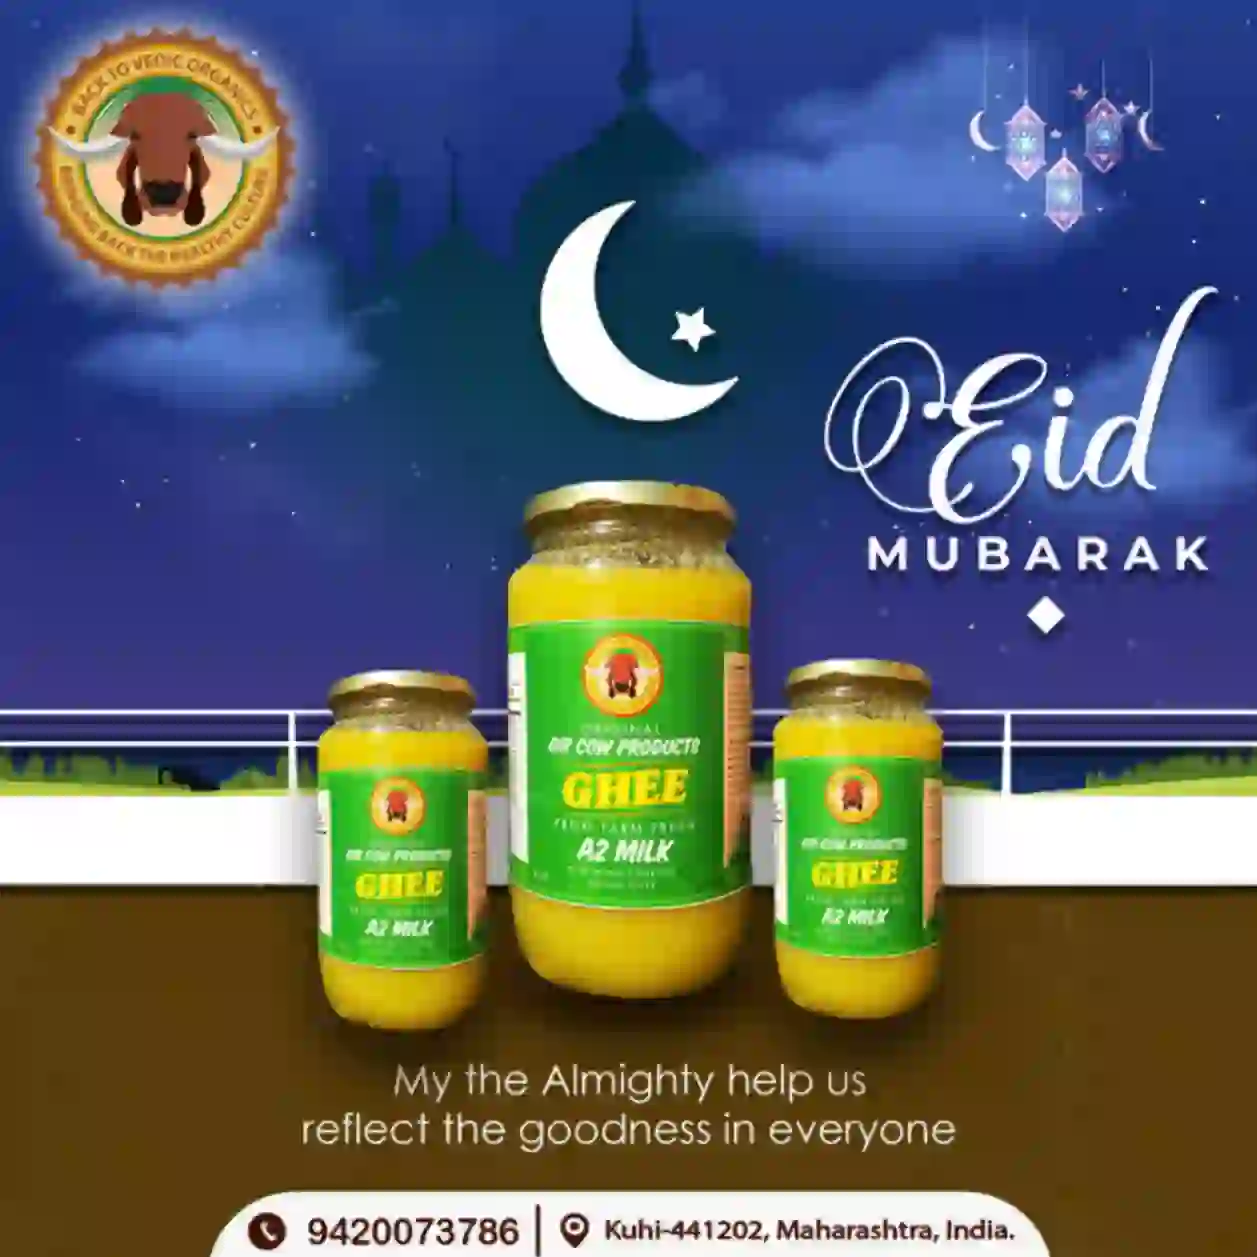 BACK TO VEDIC ORGANICS
BRINGING BACK THE HEALTHY CULTURE
Eid
MUBARAK
ORIGINAL
GIR COW PRODUCTS
GHEE
FROM FARM FRESH
A2 MILK
GIR COW PRODUCTS
GHEE
A2 MILK
GIR COW PRODUCTS
GHEE
A2 MILK
My the Almighty help us
reflect the goodness in everyone
9420073786
Kuhi-441202, Maharashtra, India.